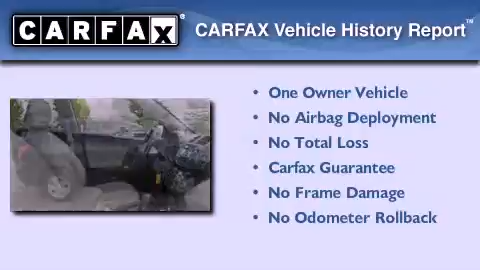 CARFAX® CARFAX Vehicle History Report™
• One Owner Vehicle
• No Airbag Deployment
• No Total Loss
• Carfax Guarantee
• No Frame Damage
• No Odometer Rollback